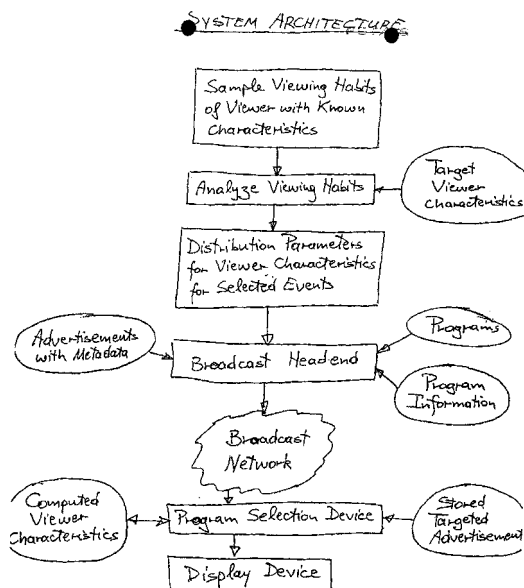 SYSTEM ARCHITECTURE
Sample Viewing Habits
of Viewer with Known
Characteristics
Analyze Viewing Habits
Target
Viewer
Characteristics
Distribution Parameters
for Viewer Characteristics
for Selected Events
Advertisements
with Metadata
Programs
Broadcast Headend
Program
Information
Broadcast
Network
Computed
Viewer
Characteristics
Program Selection Device
Stored
Targeted
Advertisement
Display Device